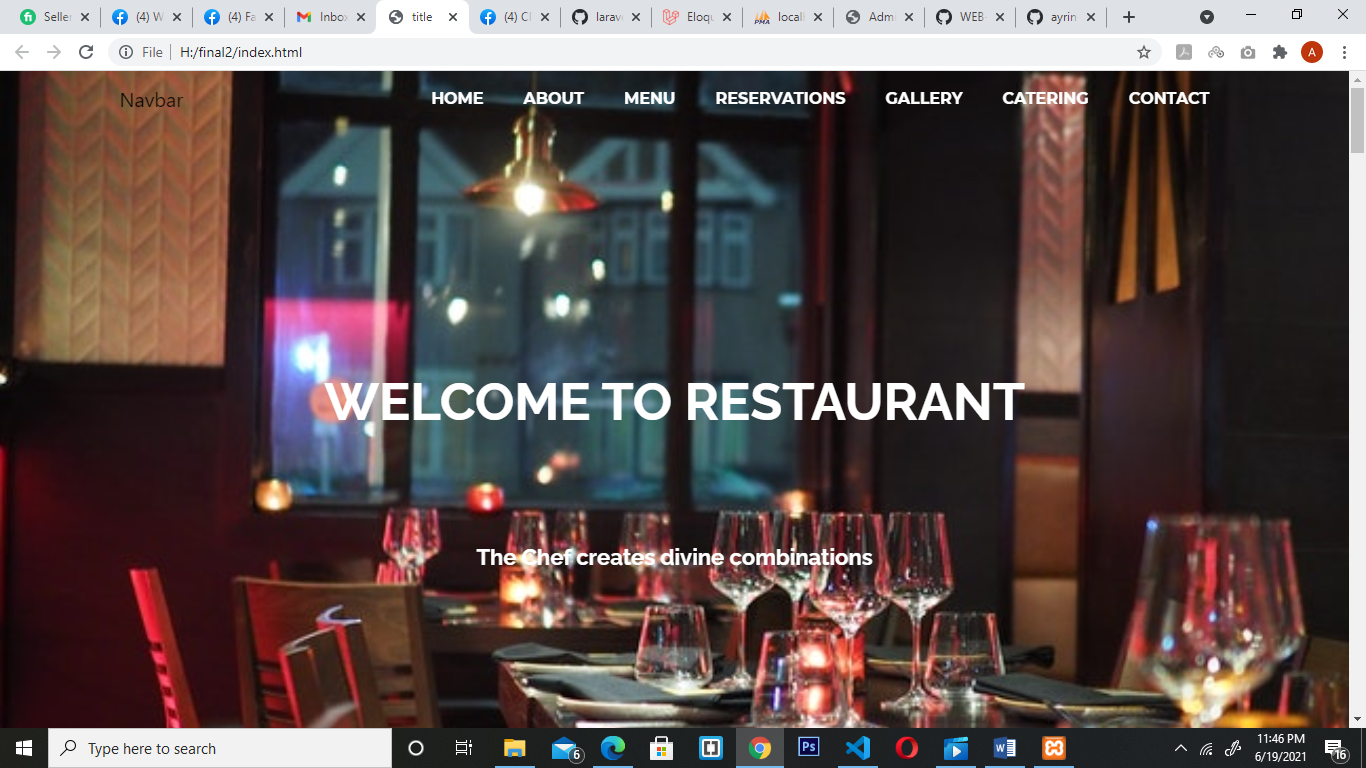 Seller (4) W (4) Fa Inbox title (4) Cl larav Eloqu locall Adm WEB- ayrin
File H:/final2/index.html A
Navbar HOME ABOUT MENU RESERVATIONS GALLERY CATERING CONTACT
WELCOME TO RESTAURANT
The Chef creates divine combinations
Type here to search 6 Ps 11:46 PM
6/19/2021 16